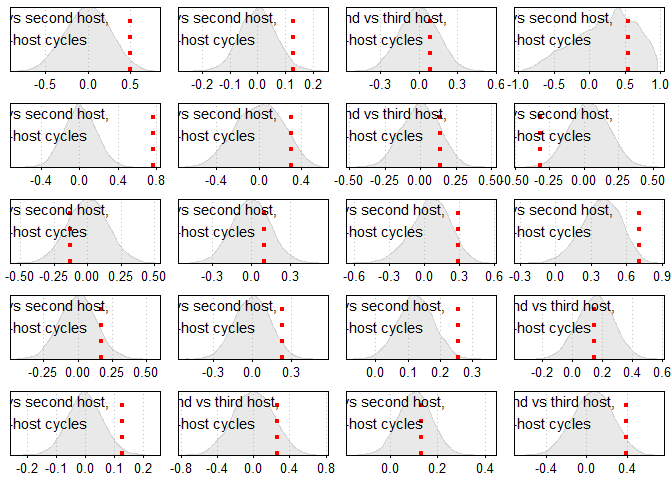 vs second host, vs second host, nd vs third host, vs second host,
-host cycles -host cycles -host cycles -host cycles
-0.5 0.0 0.5 -0.2 -0.1 0.0 0.1 0.2 -0.3 0.0 0.3 0.6 -1.0 -0.5 0.0 0.5 1.0
vs second host, vs second host, nd vs third host, vs second host,
-host cycles -host cycles -host cycles -host cycles
-0.4 0.0 0.4 0.8 -0.4 0.0 0.4 -0.50 -0.25 0.00 0.25 0.50 -0.50 -0.25 0.00 0.25 0.50
vs second host, vs second host, vs second host, vs second host,
-host cycles -host cycles -host cycles -host cycles
-0.50 -0.25 0.00 0.25 0.50 -0.3 0.0 0.3 -0.6 -0.3 0.0 0.3 0.6 -0.3 0.0 0.3 0.6 0.9
vs second host, vs second host, vs second host, nd vs third host,
-host cycles -host cycles -host cycles -host cycles
-0.25 0.00 0.25 0.50 -0.3 0.0 0.3 0.0 0.1 0.2 0.3 -0.2 0.0 0.2 0.4 0.6
vs second host, nd vs third host, vs second host, nd vs third host,
-host cycles -host cycles -host cycles -host cycles
-0.2 -0.1 0.0 0.1 0.2 -0.8 -0.4 0.0 0.4 0.8 0.0 0.2 0.4 -0.4 0.0 0.4